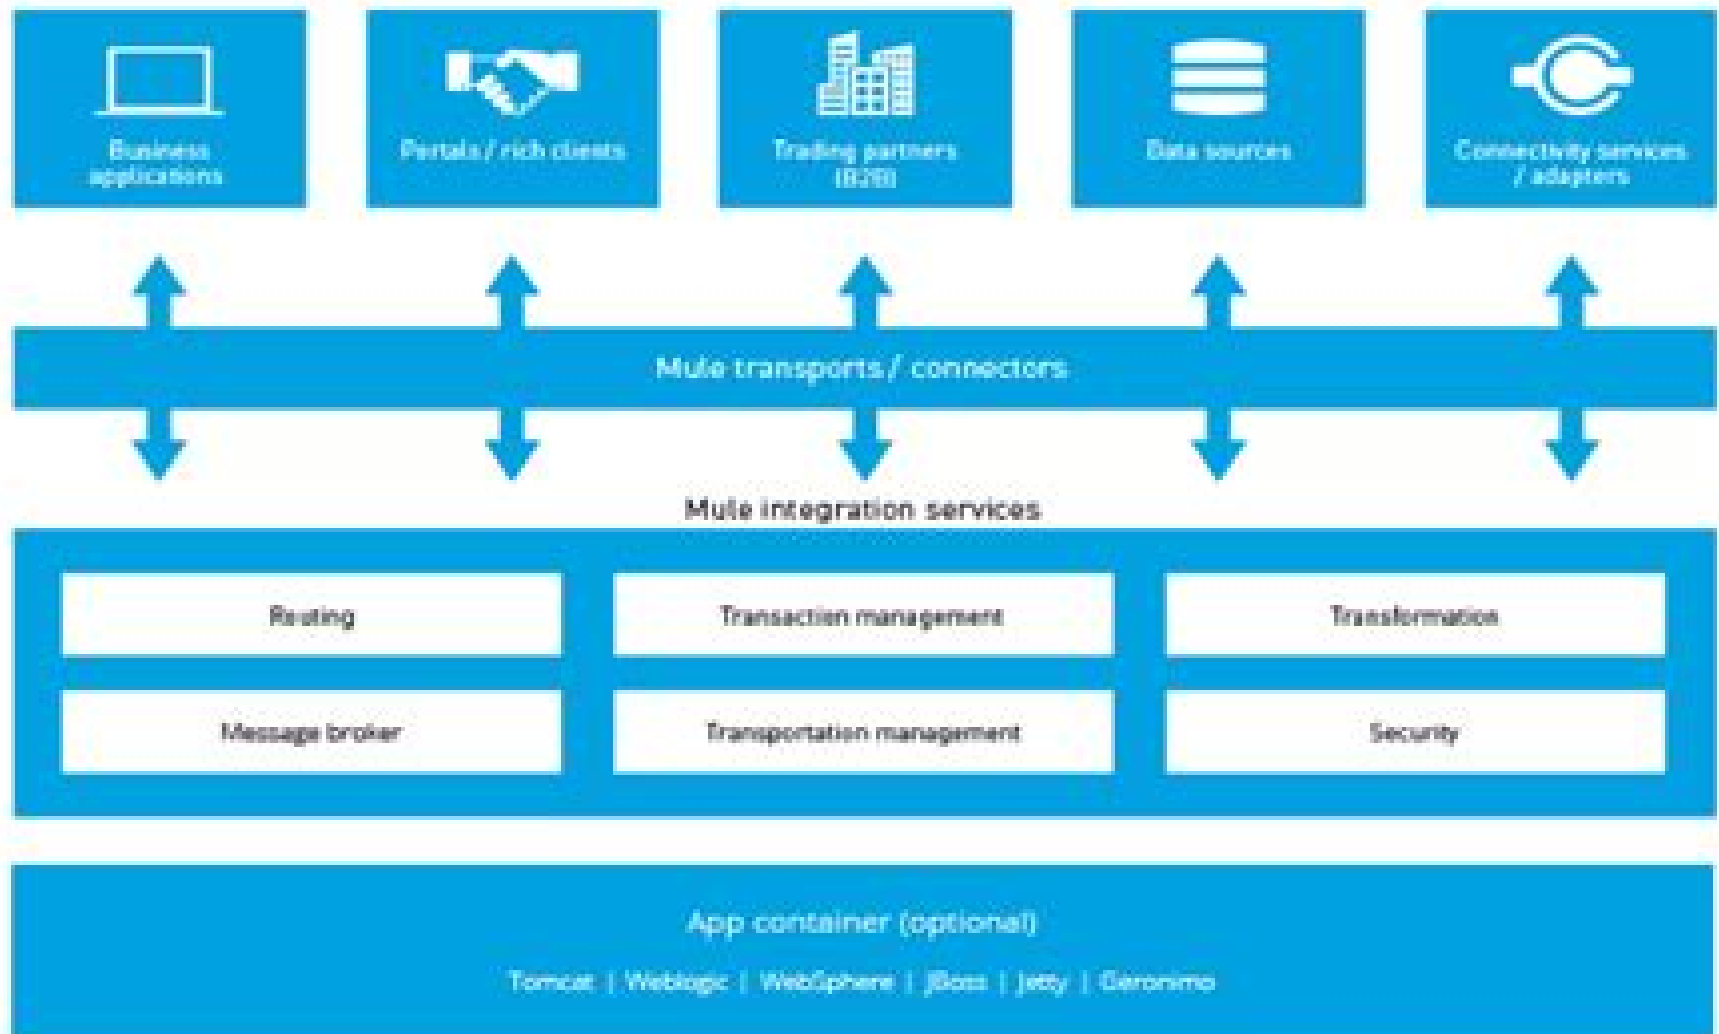 Business
applications
Portals / rich clients
Trading partners
(B2B)
Data sources
Connectivity services
/ adapters
Mule transports / connectors
Mule integration services
Routing
Transaction management
Transformation
Message broker
Transportation management
Security
App container (optional)
Tomcat | Weblogic | WebSphere | JBoss | Jetty | Geronimo